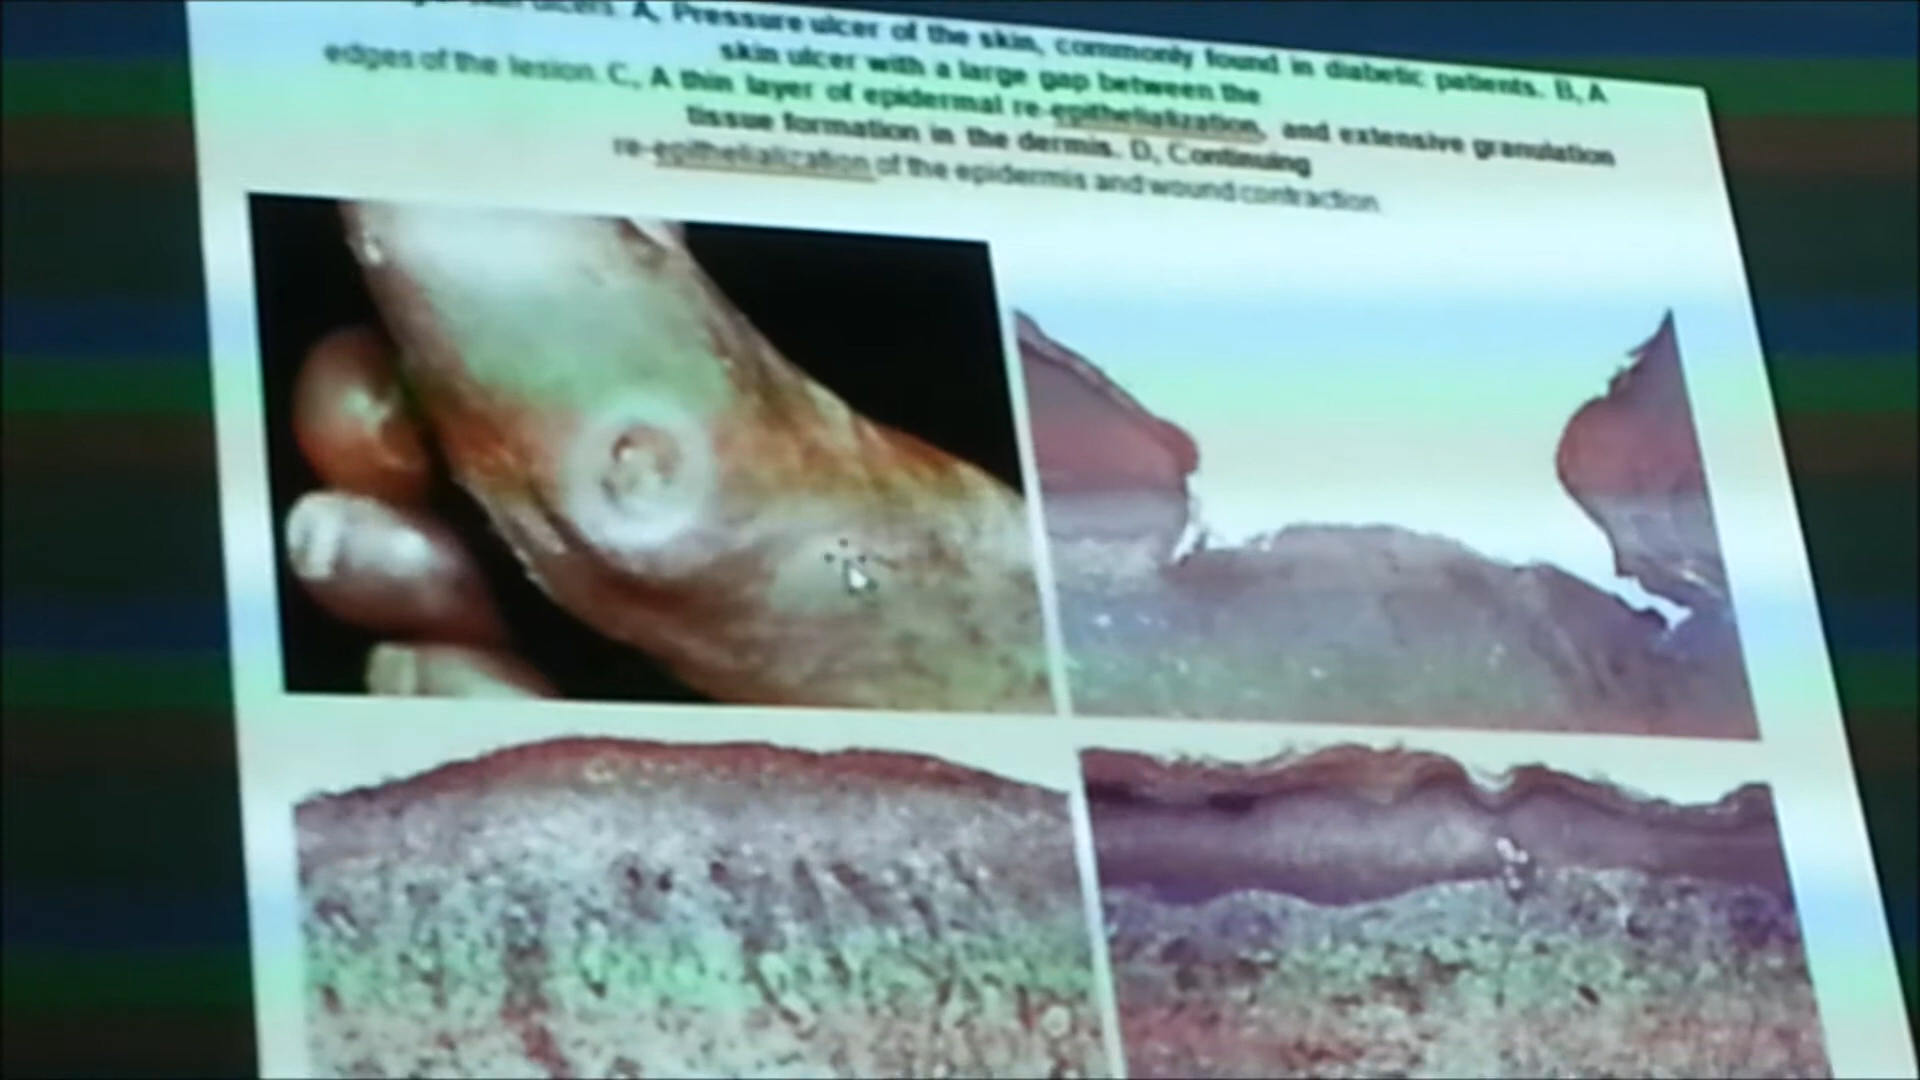 ulcers. A, Pressure ulcer of the skin, commonly found in diabetic patients. B, A
skin ulcer with a large gap between the
edges of the lesion. C, A thin layer of epidermal re-epithelialization, and extensive granulation
tissue formation in the dermis. D, Continuing
re-epithelialization of the epidermis and wound contraction